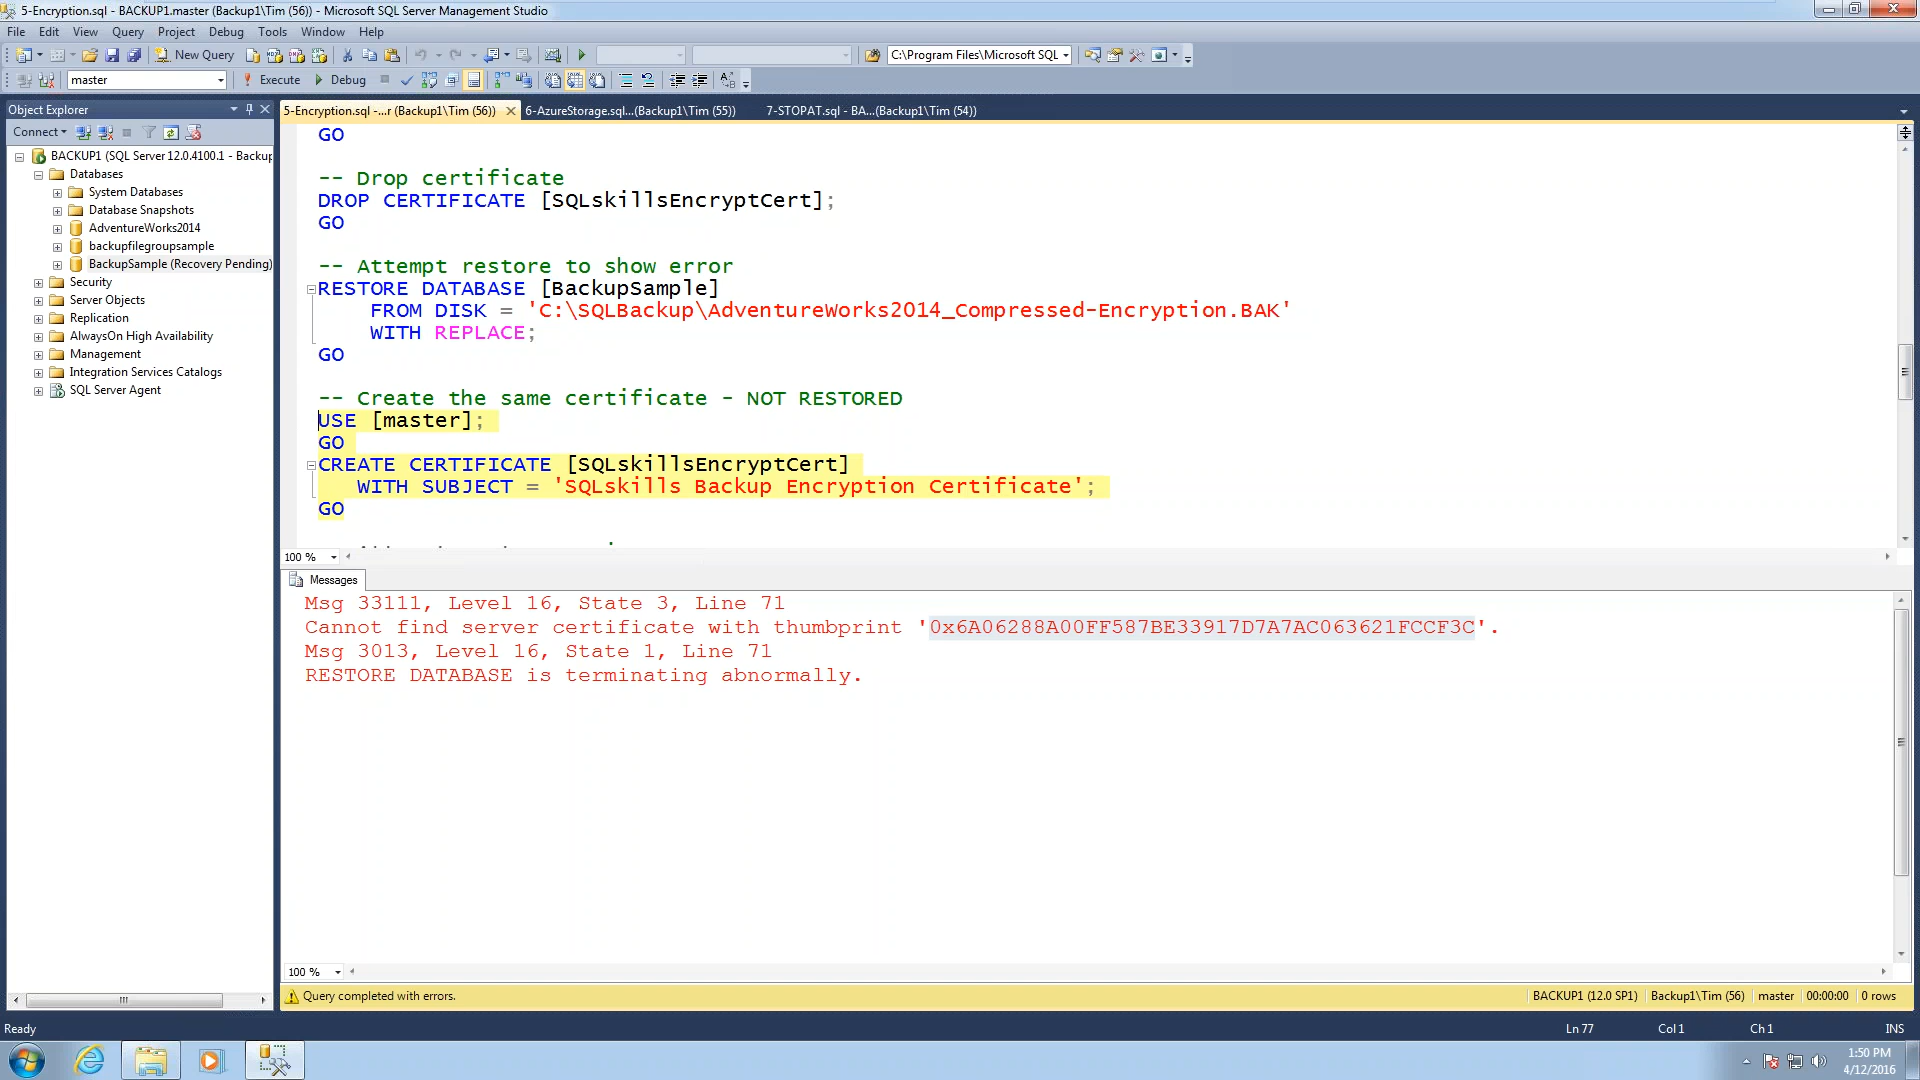 5-Encryption.sql - BACKUP1.master (Backup1\Tim (56)) - Microsoft SQL Server Management Studio
File Edit View Query Project Debug Tools Window Help
New Query
C:\Program Files\Microsoft SQL
master
Execute
Debug
Object Explorer
5-Encryption.sql -...r (Backup1\Tim (56))
6-AzureStorage.sql...(Backup1\Tim (55))
7-STOPAT.sql - BA...(Backup1\Tim (54))
Connect
BACKUP1 (SQL Server 12.0.4100.1 - Backup
Databases
System Databases
Database Snapshots
AdventureWorks2014
backupfilegroupsample
BackupSample (Recovery Pending)
Security
Server Objects
Replication
AlwaysOn High Availability
Management
Integration Services Catalogs
SQL Server Agent
GO
-- Drop certificate
DROP CERTIFICATE [SQLskillsEncryptCert];
GO
-- Attempt restore to show error
RESTORE DATABASE [BackupSample]
FROM DISK = 'C:\SQLBackup\AdventureWorks2014_Compressed-Encryption.BAK'
WITH REPLACE;
GO
-- Create the same certificate - NOT RESTORED
USE [master];
GO
CREATE CERTIFICATE [SQLskillsEncryptCert]
WITH SUBJECT = 'SQLskills Backup Encryption Certificate';
GO
100 %
Messages
Msg 33111, Level 16, State 3, Line 71
Cannot find server certificate with thumbprint '0x6A06288A00FF587BE33917D7A7AC063621FCCF3C'.
Msg 3013, Level 16, State 1, Line 71
RESTORE DATABASE is terminating abnormally.
100 %
Query completed with errors.
BACKUP1 (12.0 SP1)
Backup1\Tim (56)
master
00:00:00
0 rows
Ready
Ln 77
Col 1
Ch 1
INS
1:50 PM
4/12/2016